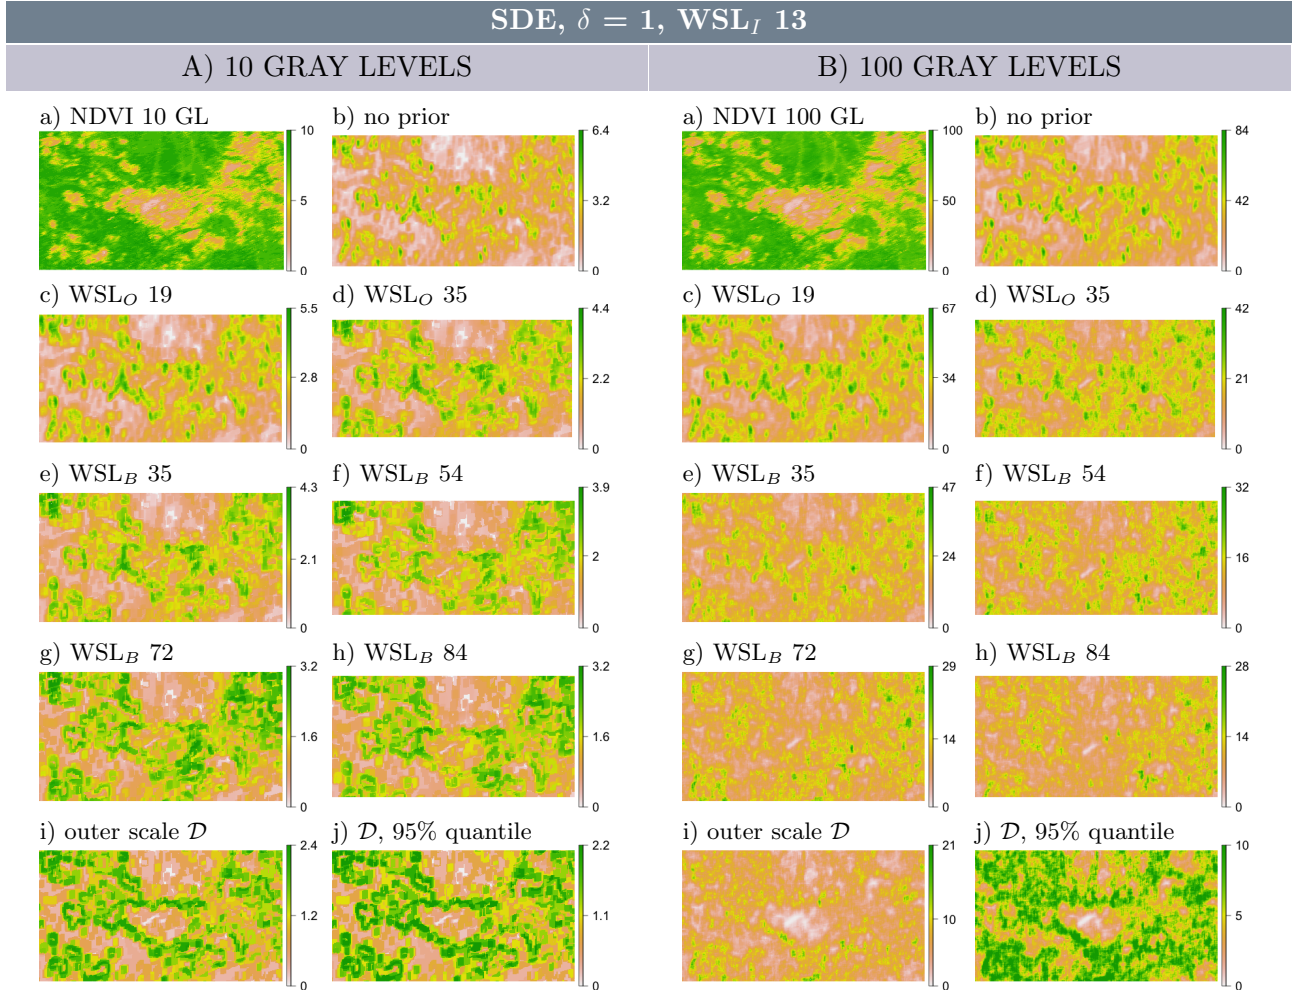 SDE, δ = 1, WSL_I 13
A) 10 GRAY LEVELS
B) 100 GRAY LEVELS
a) NDVI 10 GL
10
5
0
b) no prior
6.4
3.2
0
a) NDVI 100 GL
100
50
0
b) no prior
84
42
0
c) WSL_O 19
5.5
2.8
0
d) WSL_O 35
4.4
2.2
0
c) WSL_O 19
67
34
0
d) WSL_O 35
42
21
0
e) WSL_B 35
4.3
2.1
0
f) WSL_B 54
3.9
2
0
e) WSL_B 35
47
24
0
f) WSL_B 54
32
16
0
g) WSL_B 72
3.2
1.6
0
h) WSL_B 84
3.2
1.6
0
g) WSL_B 72
29
14
0
h) WSL_B 84
28
14
0
i) outer scale 𝒟
2.4
1.2
0
j) 𝒟, 95% quantile
2.2
1.1
0
i) outer scale 𝒟
21
10
0
j) 𝒟, 95% quantile
10
5
0